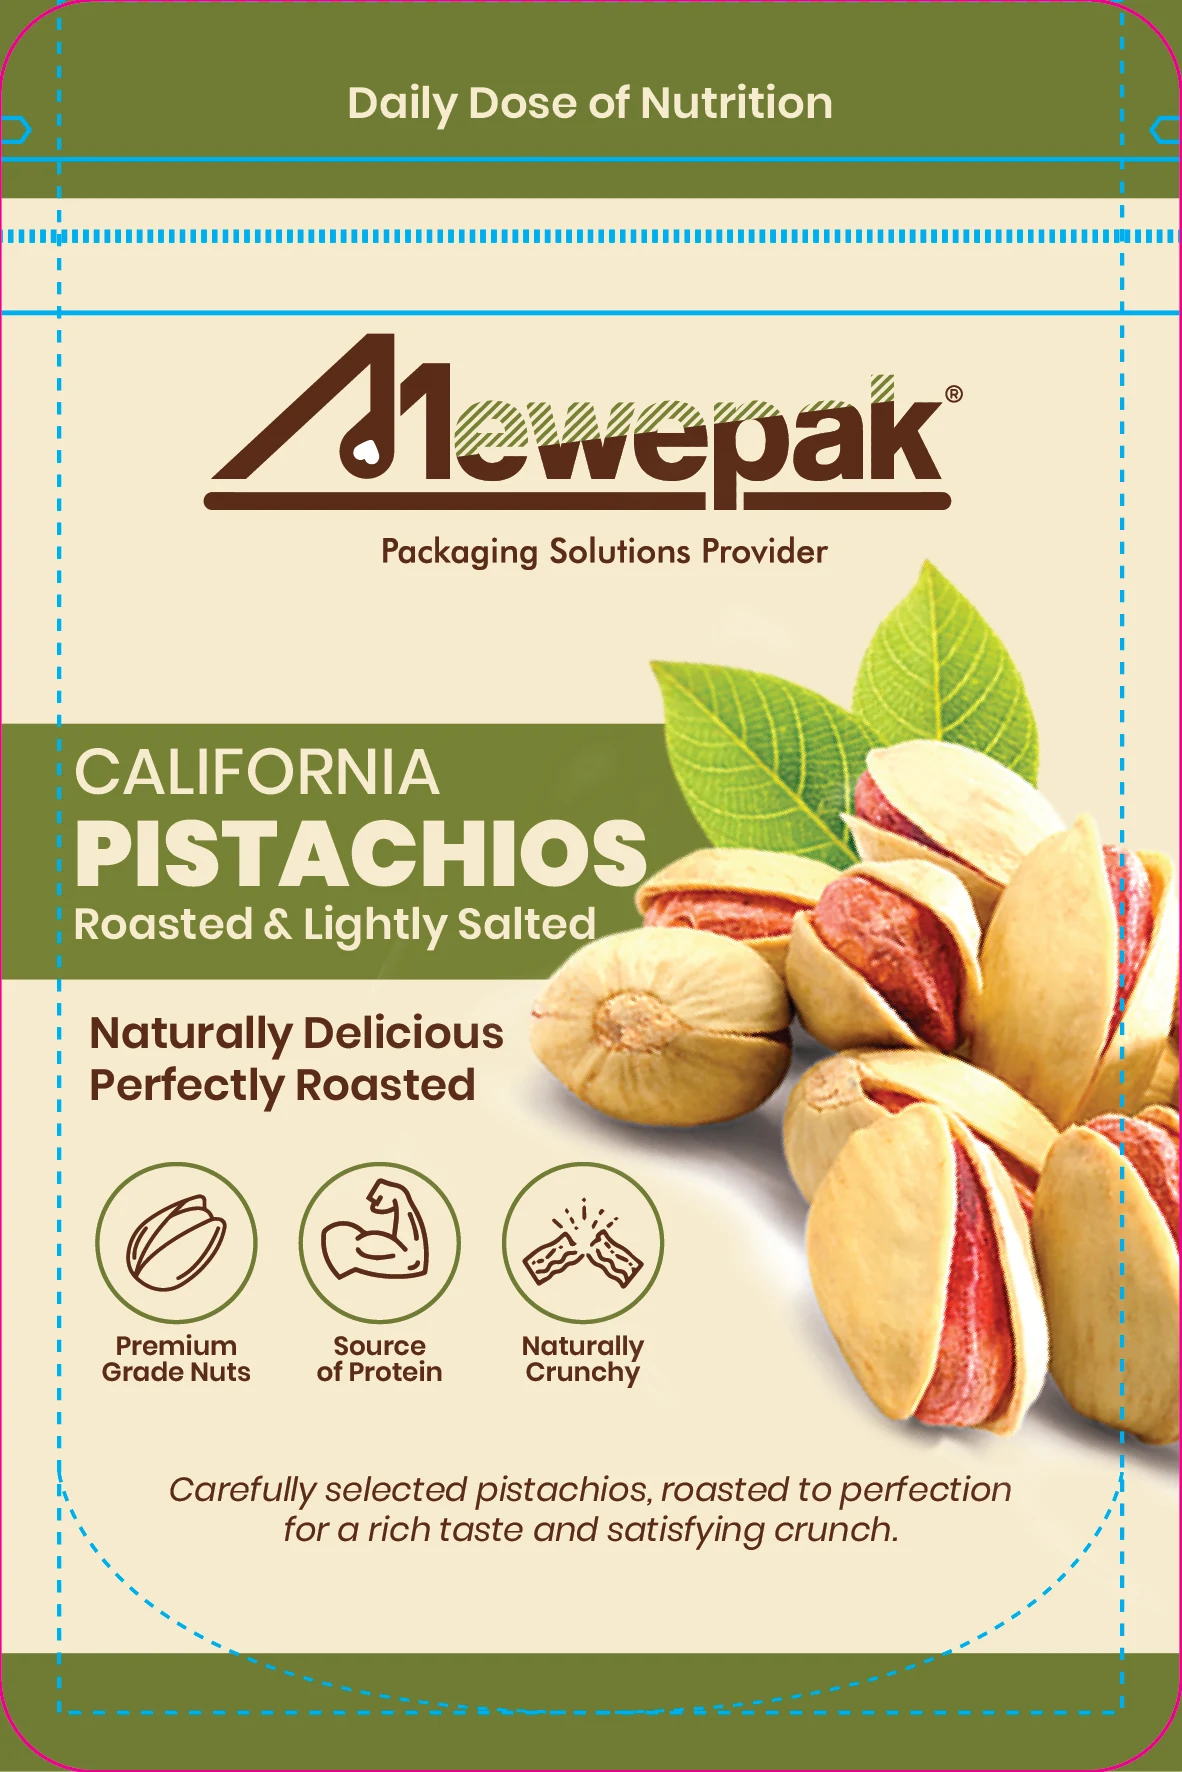 Daily Dose of Nutrition
Mewepak®
Packaging Solutions Provider
CALIFORNIA
PISTACHIOS
Roasted & Lightly Salted
Naturally Delicious
Perfectly Roasted
Premium
Grade Nuts
Source
of Protein
Naturally
Crunchy
Carefully selected pistachios, roasted to perfection
for a rich taste and satisfying crunch.